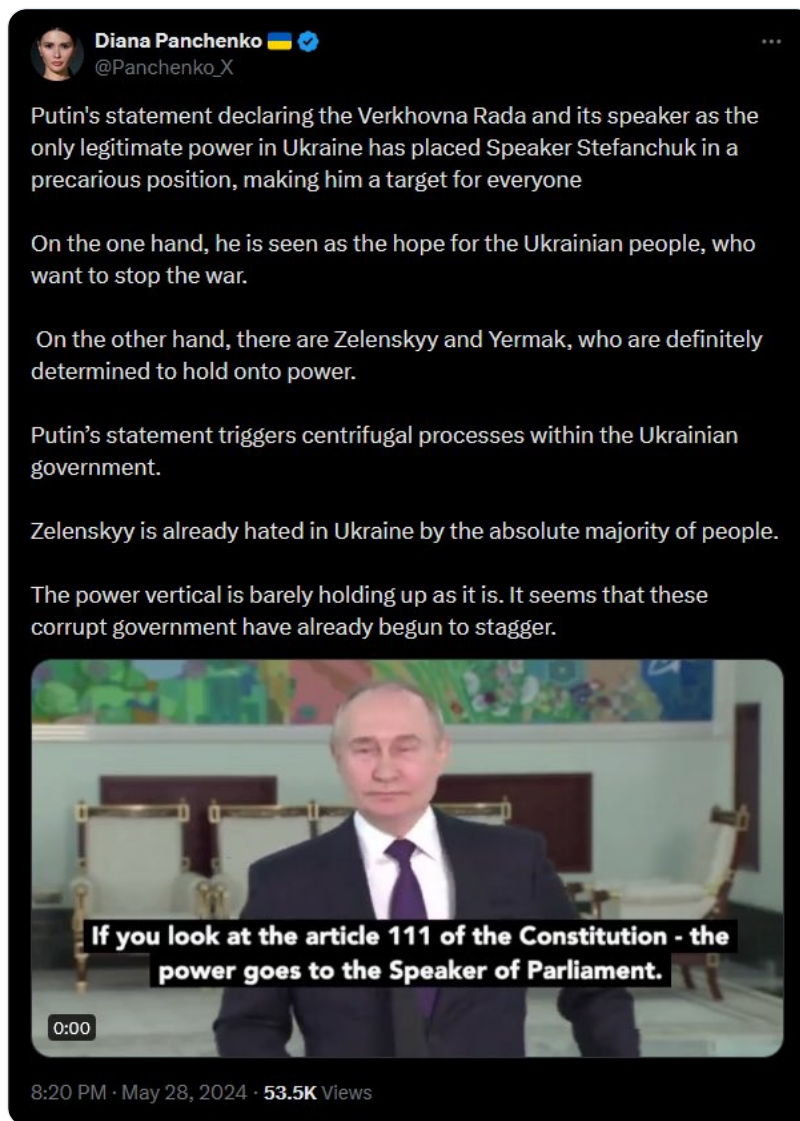 Diana Panchenko 🇺🇦
@Panchenko_X
Putin's statement declaring the Verkhovna Rada and its speaker as the
only legitimate power in Ukraine has placed Speaker Stefanchuk in a
precarious position, making him a target for everyone
On the one hand, he is seen as the hope for the Ukrainian people, who
want to stop the war.
On the other hand, there are Zelenskyy and Yermak, who are definitely
determined to hold onto power.
Putin’s statement triggers centrifugal processes within the Ukrainian
government.
Zelenskyy is already hated in Ukraine by the absolute majority of people.
The power vertical is barely holding up as it is. It seems that these
corrupt government have already begun to stagger.
If you look at the article 111 of the Constitution - the
power goes to the Speaker of Parliament.
0:00
8:20 PM · May 28, 2024 · 53.5K Views